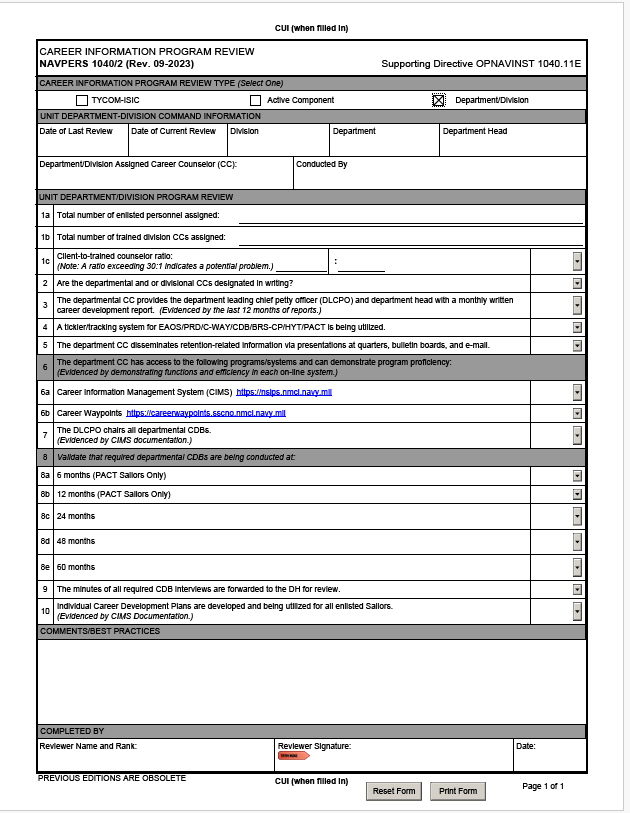 CUI (when filled in)
CAREER INFORMATION PROGRAM REVIEW
NAVPERS 1040/2 (Rev. 09-2023) Supporting Directive OPNAVINST 1040.11E
CAREER INFORMATION PROGRAM REVIEW TYPE (Select One)
TYCOM-ISIC Active Component Department/Division
UNIT DEPARTMENT-DIVISION COMMAND INFORMATION
Date of Last Review Date of Current Review Division Department Department Head
Department/Division Assigned Career Counselor (CC): Conducted By
UNIT DEPARTMENT/DIVISION PROGRAM REVIEW
1a Total number of enlisted personnel assigned:
1b Total number of trained division CCs assigned:
1c Client-to-trained counselor ratio:
(Note: A ratio exceeding 30:1 indicates a potential problem.) :
2 Are the departmental and or divisional CCs designated in writing?
3 The departmental CC provides the department leading chief petty officer (DLCPO) and department head with a monthly written
career development report. (Evidenced by the last 12 months of reports.)
4 A tickler/tracking system for EAOS/PRD/C-WAY/CDB/BRS-CP/HYT/PACT is being utilized.
5 The department CC disseminates retention-related information via presentations at quarters, bulletin boards, and e-mail.
6 The department CC has access to the following programs/systems and can demonstrate program proficiency:
(Evidenced by demonstrating functions and efficiency in each on-line system.)
6a Career Information Management System (CIMS) https://nsips.nmci.navy.mil
6b Career Waypoints https://careerwaypoints.sscno.nmci.navy.mil
7 The DLCPO chairs all departmental CDBs.
(Evidenced by CIMS documentation.)
8 Validate that required departmental CDBs are being conducted at:
8a 6 months (PACT Sailors Only)
8b 12 months (PACT Sailors Only)
8c 24 months
8d 48 months
8e 60 months
9 The minutes of all required CDB interviews are forwarded to the DH for review.
10 Individual Career Development Plans are developed and being utilized for all enlisted Sailors.
(Evidenced by CIMS Documentation.)
COMMENTS/BEST PRACTICES
COMPLETED BY
Reviewer Name and Rank: Reviewer Signature: Date:
PREVIOUS EDITIONS ARE OBSOLETE CUI (when filled in) Reset Form Print Form Page 1 of 1